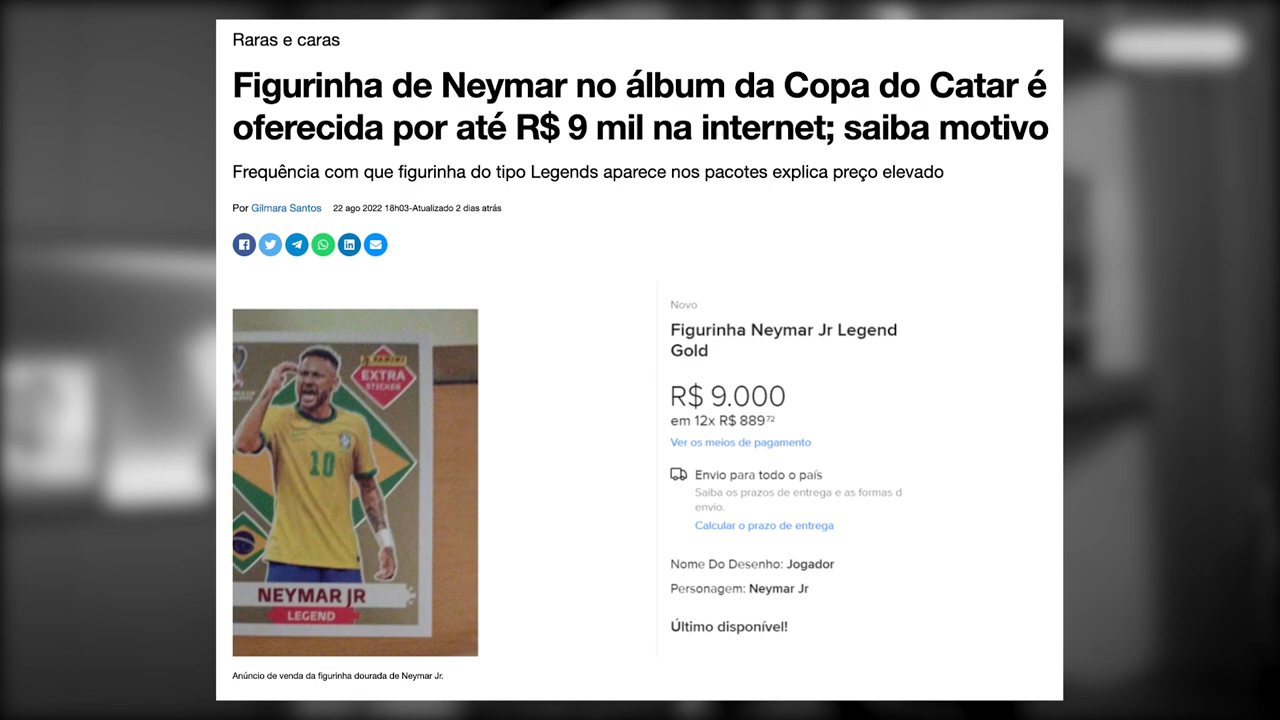 Raras e caras
Figurinha de Neymar no álbum da Copa do Catar é
oferecida por até R$ 9 mil na internet; saiba motivo
Frequência com que figurinha do tipo Legends aparece nos pacotes explica preço elevado
Por Gilmara Santos 22 ago 2022 18h03-Atualizado 2 dias atrás
PANINI
EXTRA
STICKER
10
NEYMAR JR
LEGEND
Novo
Figurinha Neymar Jr Legend
Gold
R$ 9.000
em 12x R$ 889⁷²
Ver os meios de pagamento
Envio para todo o país
Saiba os prazos de entrega e as formas d
envio.
Calcular o prazo de entrega
Nome Do Desenho: Jogador
Personagem: Neymar Jr
Último disponível!
Anúncio de venda da figurinha dourada de Neymar Jr.